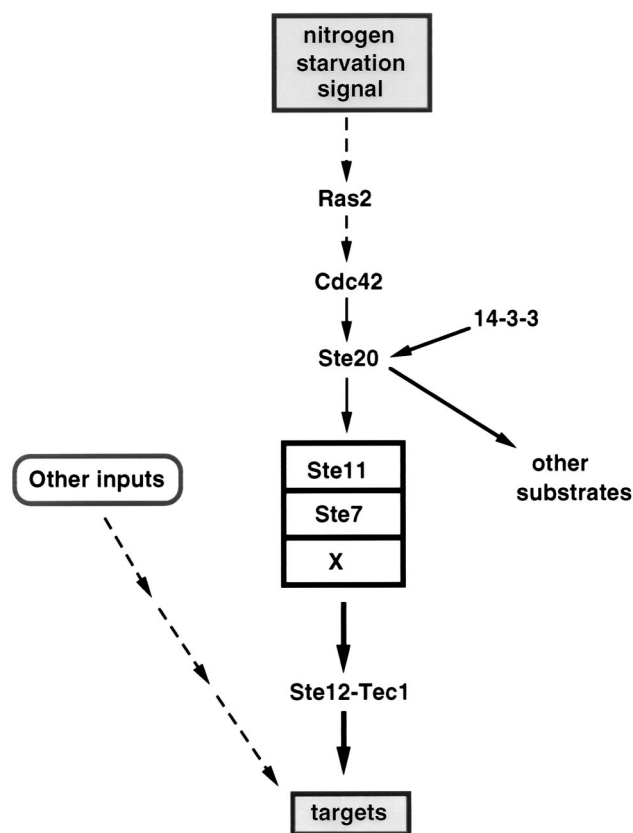 nitrogen
starvation
signal
Ras2
Cdc42
14-3-3
Ste20
Other inputs
Ste11
Ste7
X
other
substrates
Ste12-Tec1
targets